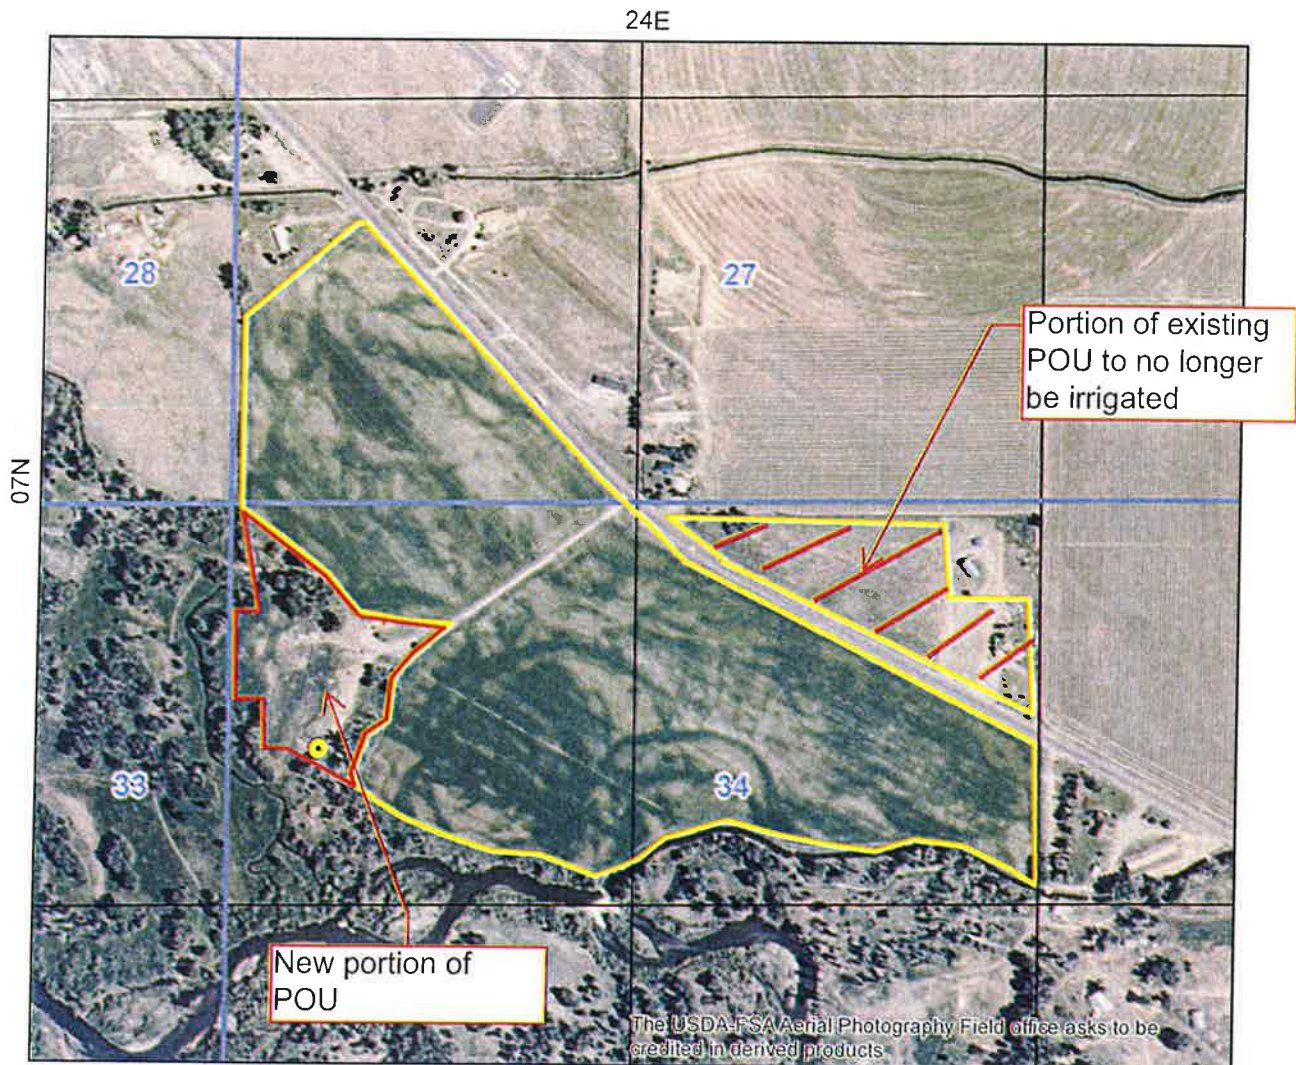 24E
28
27
Portion of existing
POU to no longer
be irrigated
07N
33
34
New portion of
POU
The USDA-FSA Aerial Photography Field office asks to be
credited in derived products